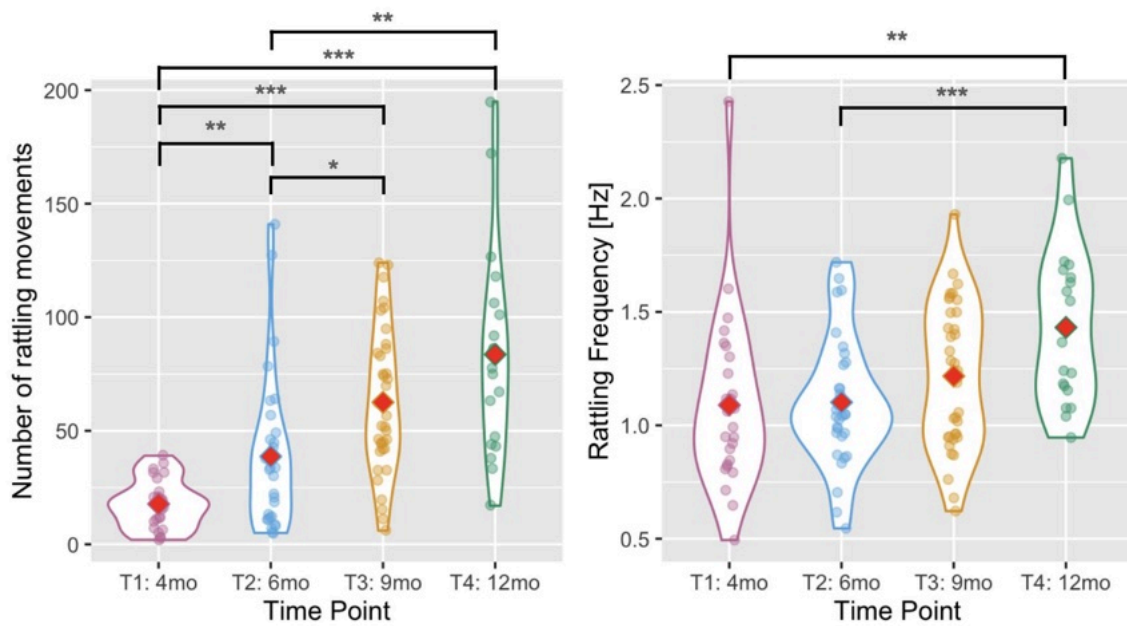 **
***
***
**
*
Number of rattling movements
200
150
100
50
0
T1: 4mo T2: 6mo T3: 9mo T4: 12mo
Time Point
**
***
Rattling Frequency [Hz]
2.5
2.0
1.5
1.0
0.5
T1: 4mo T2: 6mo T3: 9mo T4: 12mo
Time Point